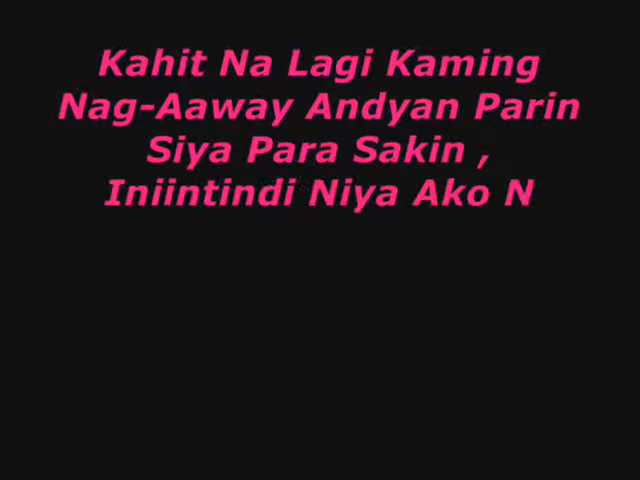 Kahit Na Lagi Kaming
Nag-Aaway Andyan Parin
Siya Para Sakin ,
Iniintindi Niya Ako N